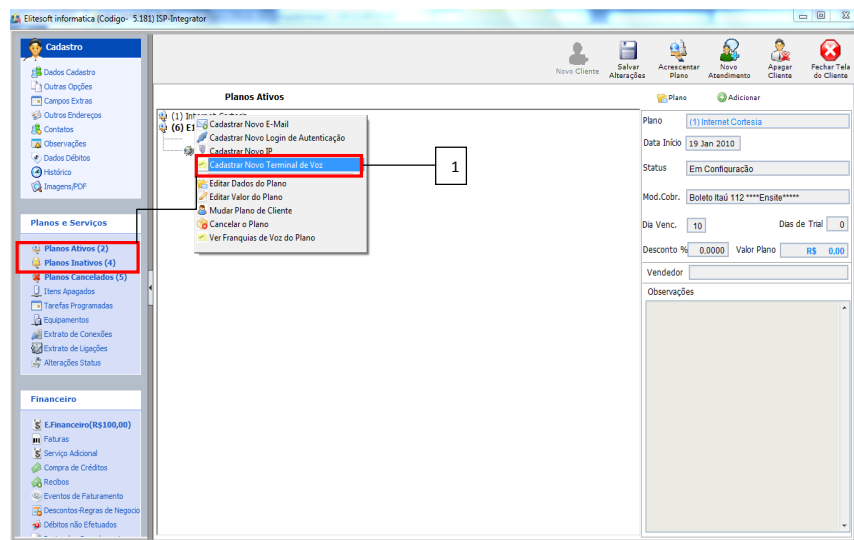 Elitesoft informatica (Codigo- 5.181) ISP-Integrator
Cadastro
Dados Cadastro
Outras Opções
Campos Extras
Outros Endereços
Contatos
Observações
Dados Débitos
Histórico
Imagens/PDF
Planos e Serviços
Planos Ativos (2)
Planos Inativos (4)
Planos Cancelados (5)
Itens Apagados
Tarefas Programadas
Equipamentos
Extrato de Conexões
Extrato de Ligações
Alterações Status
Financeiro
E.Financeiro(R$100,00)
Faturas
Serviço Adicional
Compra de Créditos
Recibos
Eventos de Faturamento
Descontos-Regras de Negocio
Débitos não Efetuados
Novo Cliente
Salvar Alterações
Acrescentar Plano
Novo Atendimento
Apagar Cliente
Fechar Tela do Cliente
Planos Ativos
(1) Internet Cortesia
(6) E1
Cadastrar Novo E-Mail
Cadastrar Novo Login de Autenticação
Cadastrar Novo IP
Cadastrar Novo Terminal de Voz
Editar Dados do Plano
Editar Valor do Plano
Mudar Plano de Cliente
Cancelar o Plano
Ver Franquias de Voz do Plano
1
Plano Adicionar
Plano (1) Internet Cortesia
Data Início 19 Jan 2010
Status Em Configuracão
Mod.Cobr. Boleto Itaú 112 ****Ensite*****
Dia Venc. 10 Dias de Trial 0
Desconto % 0,0000 Valor Plano R$ 0,00
Vendedor
Observações